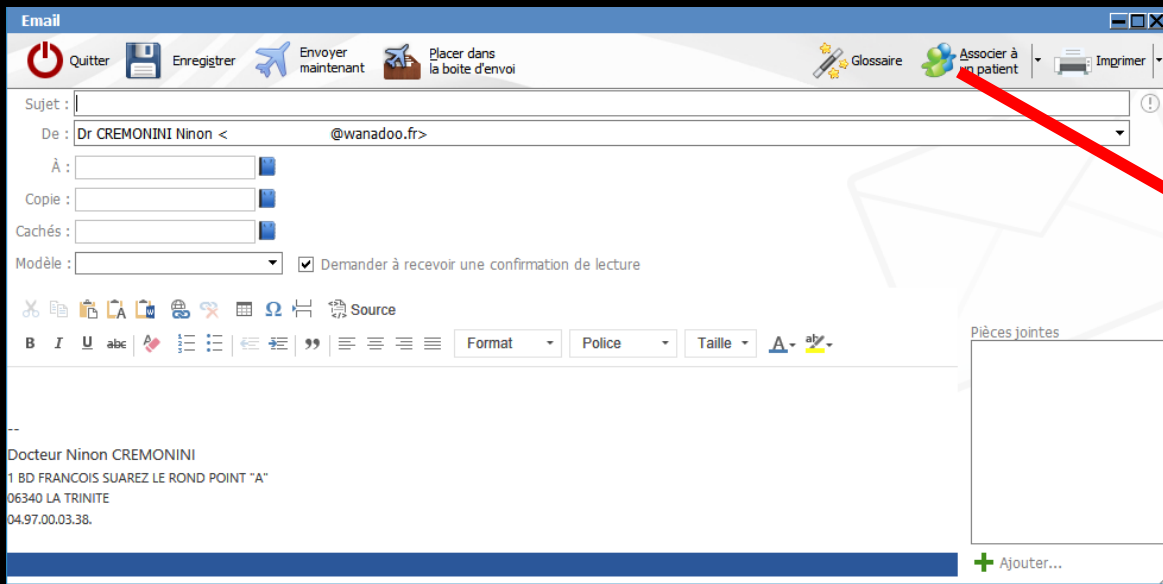 Email
Quitter Enregistrer Envoyer maintenant Placer dans la boite d'envoi Glossaire Associer à un patient Imprimer
Sujet :
De : Dr CREMONINI Ninon < @wanadoo.fr>
À :
Copie :
Cachés :
Modèle : Demander à recevoir une confirmation de lecture
Source
B I U abc Format Police Taille A ab
Pièces jointes
--
Docteur Ninon CREMONINI
1 BD FRANCOIS SUAREZ LE ROND POINT "A"
06340 LA TRINITE
04.97.00.03.38.
Ajouter...